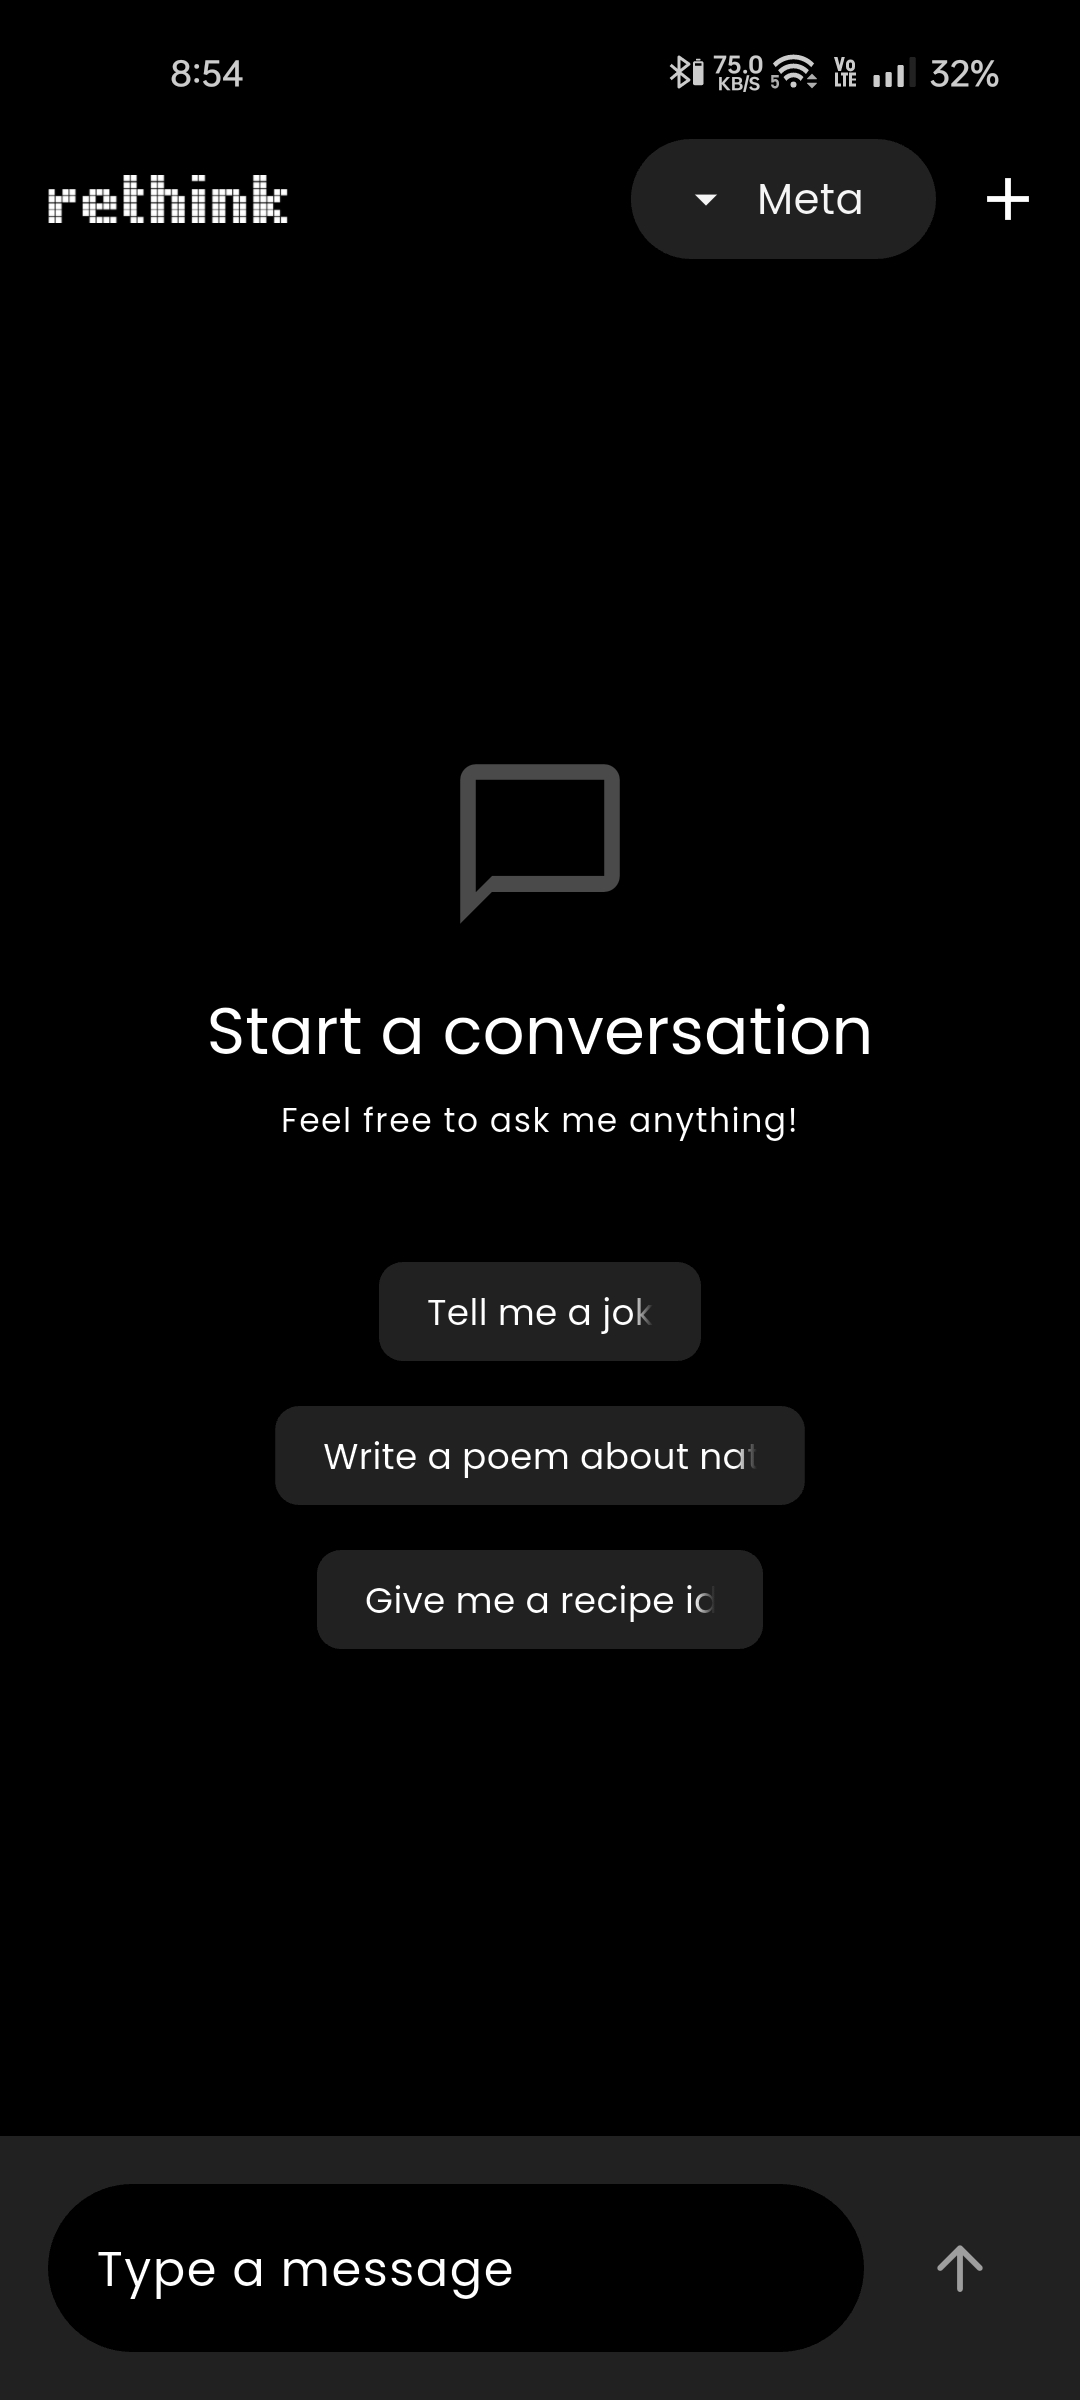 8:54
75.0
KB/S
5
Vo
LTE
32%
rethink
Meta
Start a conversation
Feel free to ask me anything!
Tell me a jok
Write a poem about nat
Give me a recipe id
Type a message